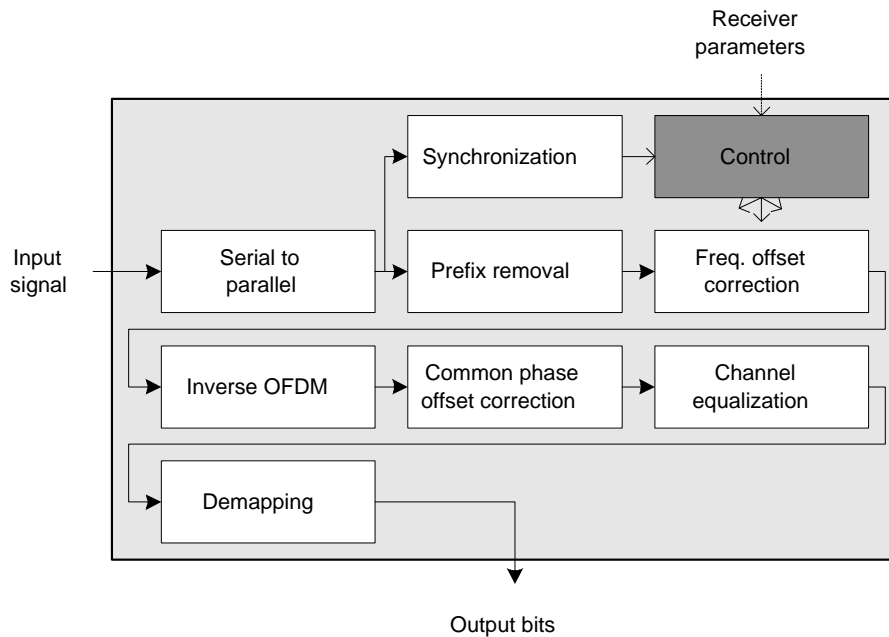 Receiver
parameters
Synchronization
Control
Input
signal
Serial to
parallel
Prefix removal
Freq. offset
correction
Inverse OFDM
Common phase
offset correction
Channel
equalization
Demapping
Output bits